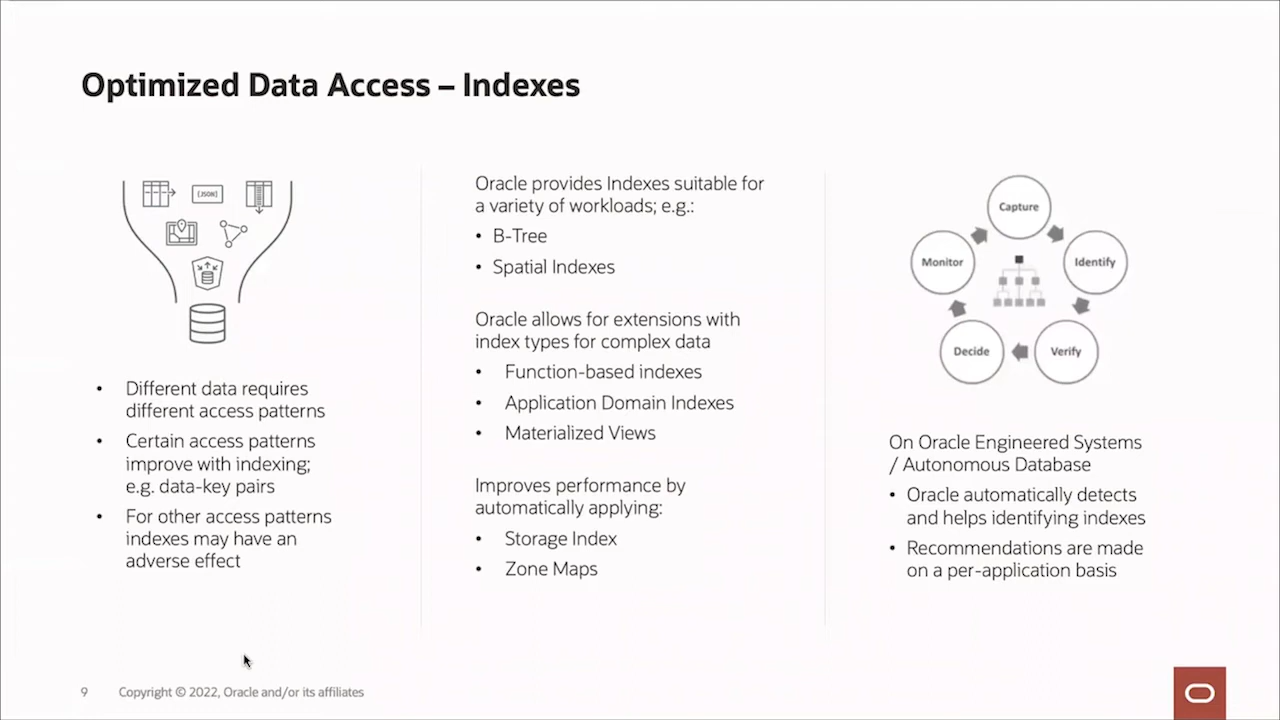 Optimized Data Access – Indexes
{JSON}
• Different data requires
different access patterns
• Certain access patterns
improve with indexing;
e.g. data-key pairs
• For other access patterns
indexes may have an
adverse effect
Oracle provides Indexes suitable for
a variety of workloads; e.g.:
• B-Tree
• Spatial Indexes
Oracle allows for extensions with
index types for complex data
• Function-based indexes
• Application Domain Indexes
• Materialized Views
Improves performance by
automatically applying:
• Storage Index
• Zone Maps
Capture
Identify
Verify
Decide
Monitor
On Oracle Engineered Systems
/ Autonomous Database
• Oracle automatically detects
and helps identifying indexes
• Recommendations are made
on a per-application basis
9 Copyright © 2022, Oracle and/or its affiliates